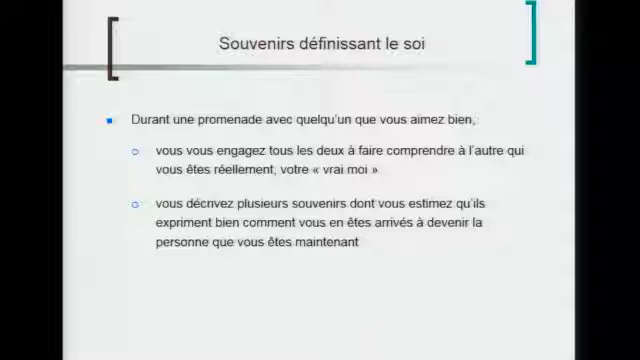 Souvenirs définissant le soi
Durant une promenade avec quelqu'un que vous aimez bien,
vous vous engagez tous les deux à faire comprendre à l'autre qui
vous êtes réellement, votre « vrai moi »
vous décrivez plusieurs souvenirs dont vous estimez qu'ils
expriment bien comment vous en êtes arrivés à devenir la
personne que vous êtes maintenant